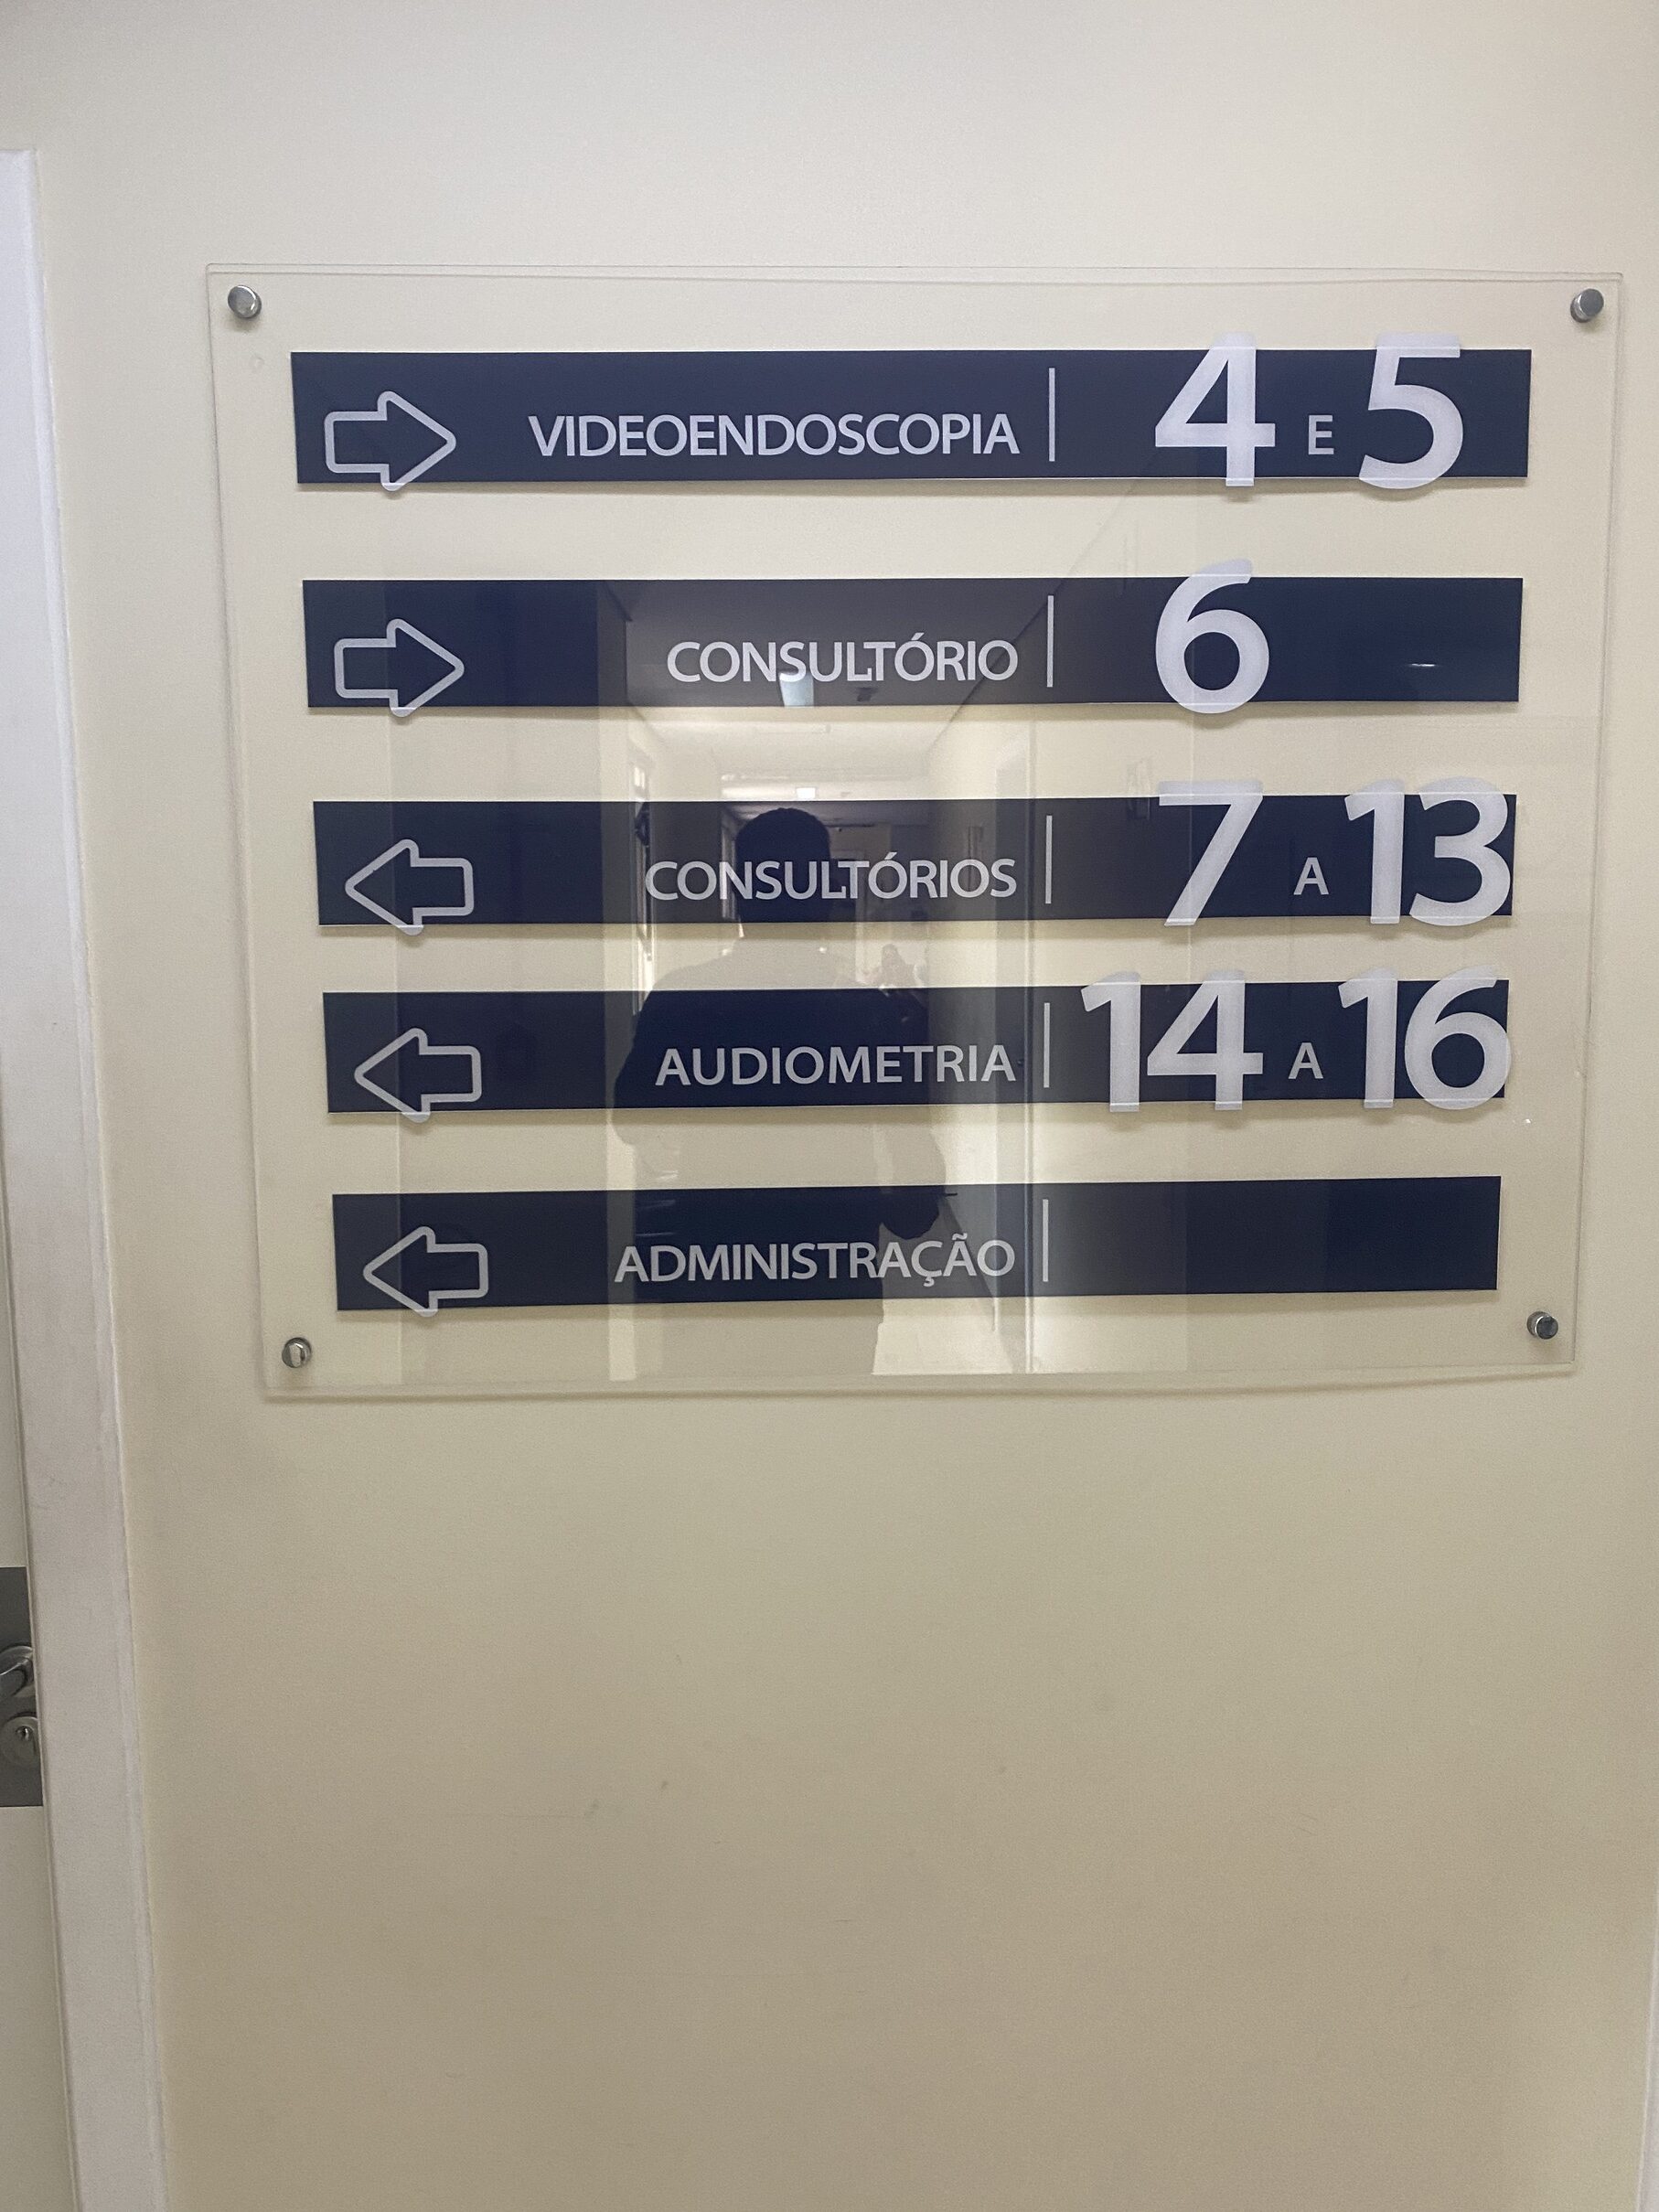 VIDEOENDOSCOPIA | 4 E 5
CONSULTÓRIO | 6
CONSULTÓRIOS | 7 A 13
AUDIOMETRIA | 14 A 16
ADMINISTRAÇÃO |